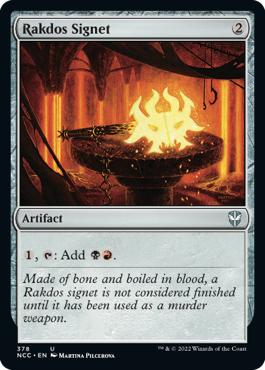 Rakdos Signet 2
Artifact
1, : Add .
Made of bone and boiled in blood, a
Rakdos signet is not considered finished
until it has been used as a murder
weapon.
378 U
NCC • EN MARTINA PILCEROVA
™ & © 2022 Wizards of the Coast